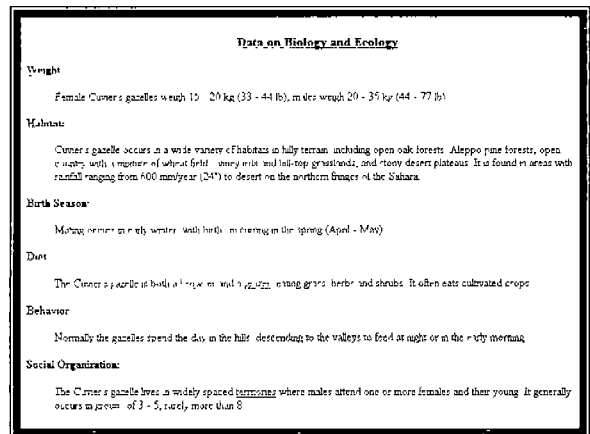 Data on Biology and Ecology
Weight
Female Cuvier's gazelles weigh 15 - 20 kg (33 - 44 lb), males weigh 20 - 35 kg (44 - 77 lb)
Habitat:
Cuvier's gazelle occurs in a wide variety of habitats in hilly terrain including open oak forests Aleppo pine forests, open
country with a mixture of wheat field vineyards and hill-top grasslands, and stony desert plateaus. It is found in areas with
rainfall ranging from 600 mm/year (24") to desert on the northern fringes of the Sahara.
Birth Season:
Mating occurs in early winter with births occurring in the spring (April - May)
Diet
The Cuvier's gazelle is both a and a eating grass herbs and shrubs. It often eats cultivated crops
Behavior
Normally the gazelles spend the day in the hills descending to the valleys to feed at night or in the early morning
Social Organization:
The Cuvier's gazelle lives in widely spaced territories where males attend one or more females and their young. It generally
occurs in groups of 3 - 5, rarely more than 8